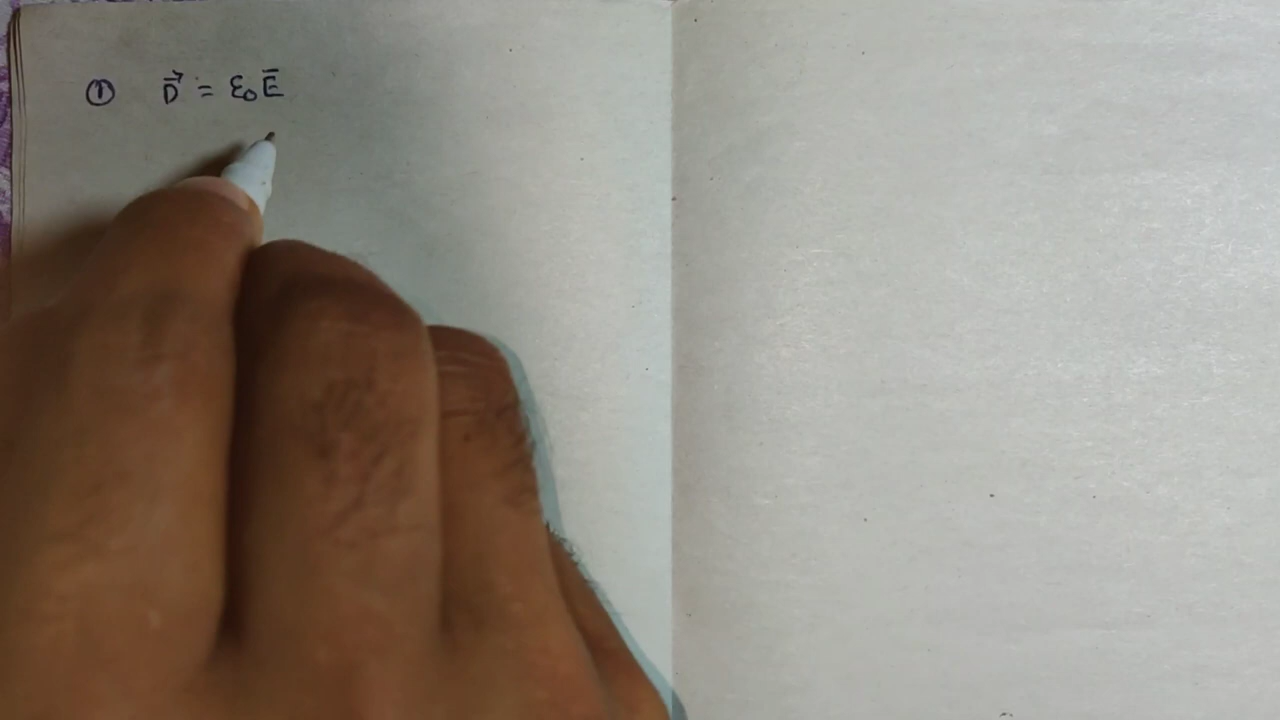 ① D⃗ = ε₀E̅